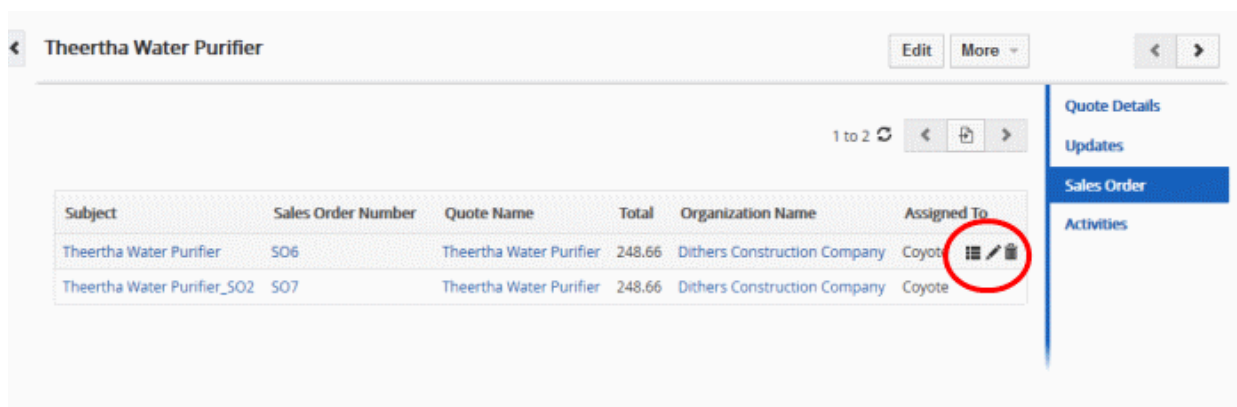 Theertha Water Purifier Edit More
Quote Details
1 to 2
Updates
Sales Order
Subject Sales Order Number Quote Name Total Organization Name Assigned To
Activities
Theertha Water Purifier SO6 Theertha Water Purifier 248.66 Dithers Construction Company Coyote
Theertha Water Purifier_SO2 SO7 Theertha Water Purifier 248.66 Dithers Construction Company Coyote